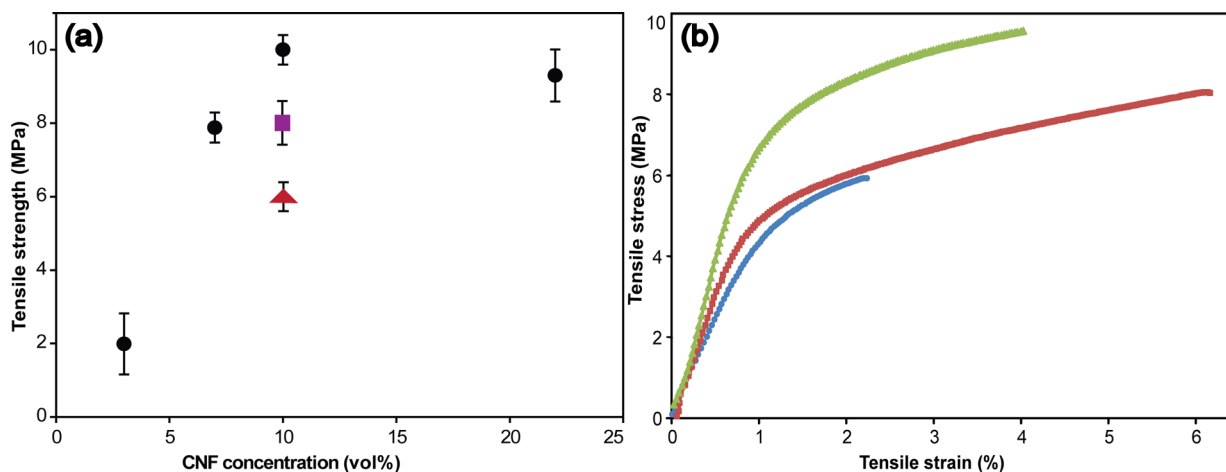 (a)
Tensile strength (MPa)
10
8
6
4
2
0
0 5 10 15 20 25
CNF concentration (vol%)
(b)
Tensile stress (MPa)
10
8
6
4
2
0
0 1 2 3 4 5 6
Tensile strain (%)